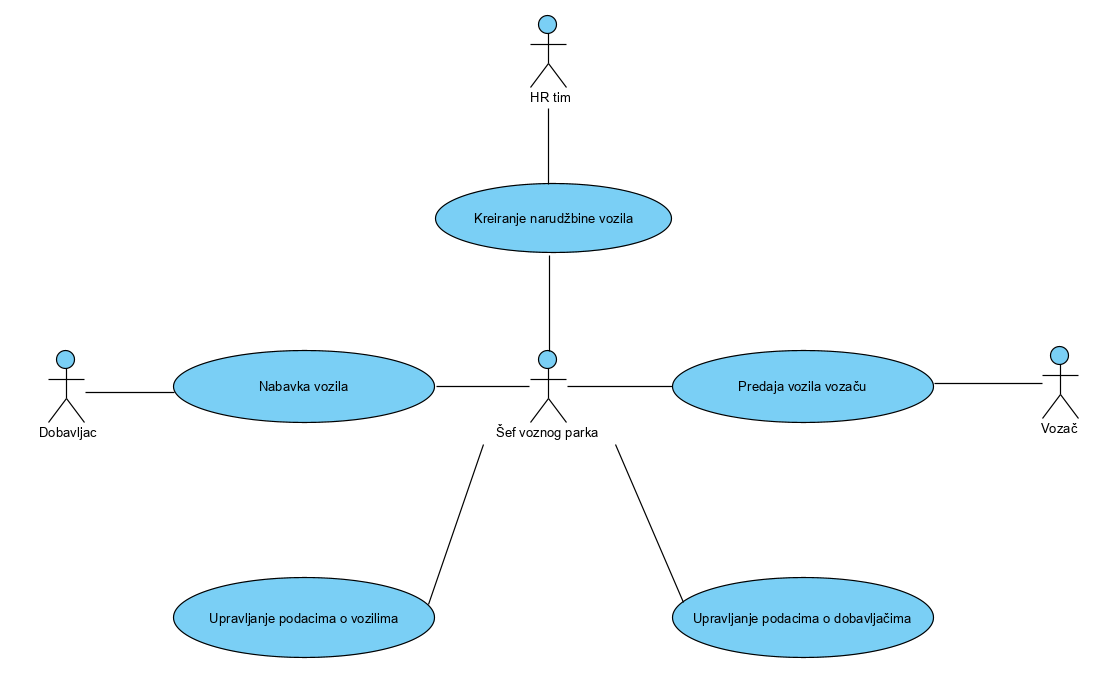 HR tim
Kreiranje narudžbine vozila
Nabavka vozila
Predaja vozila vozaču
Dobavljac
Šef voznog parka
Vozač
Upravljanje podacima o vozilima
Upravljanje podacima o dobavljačima